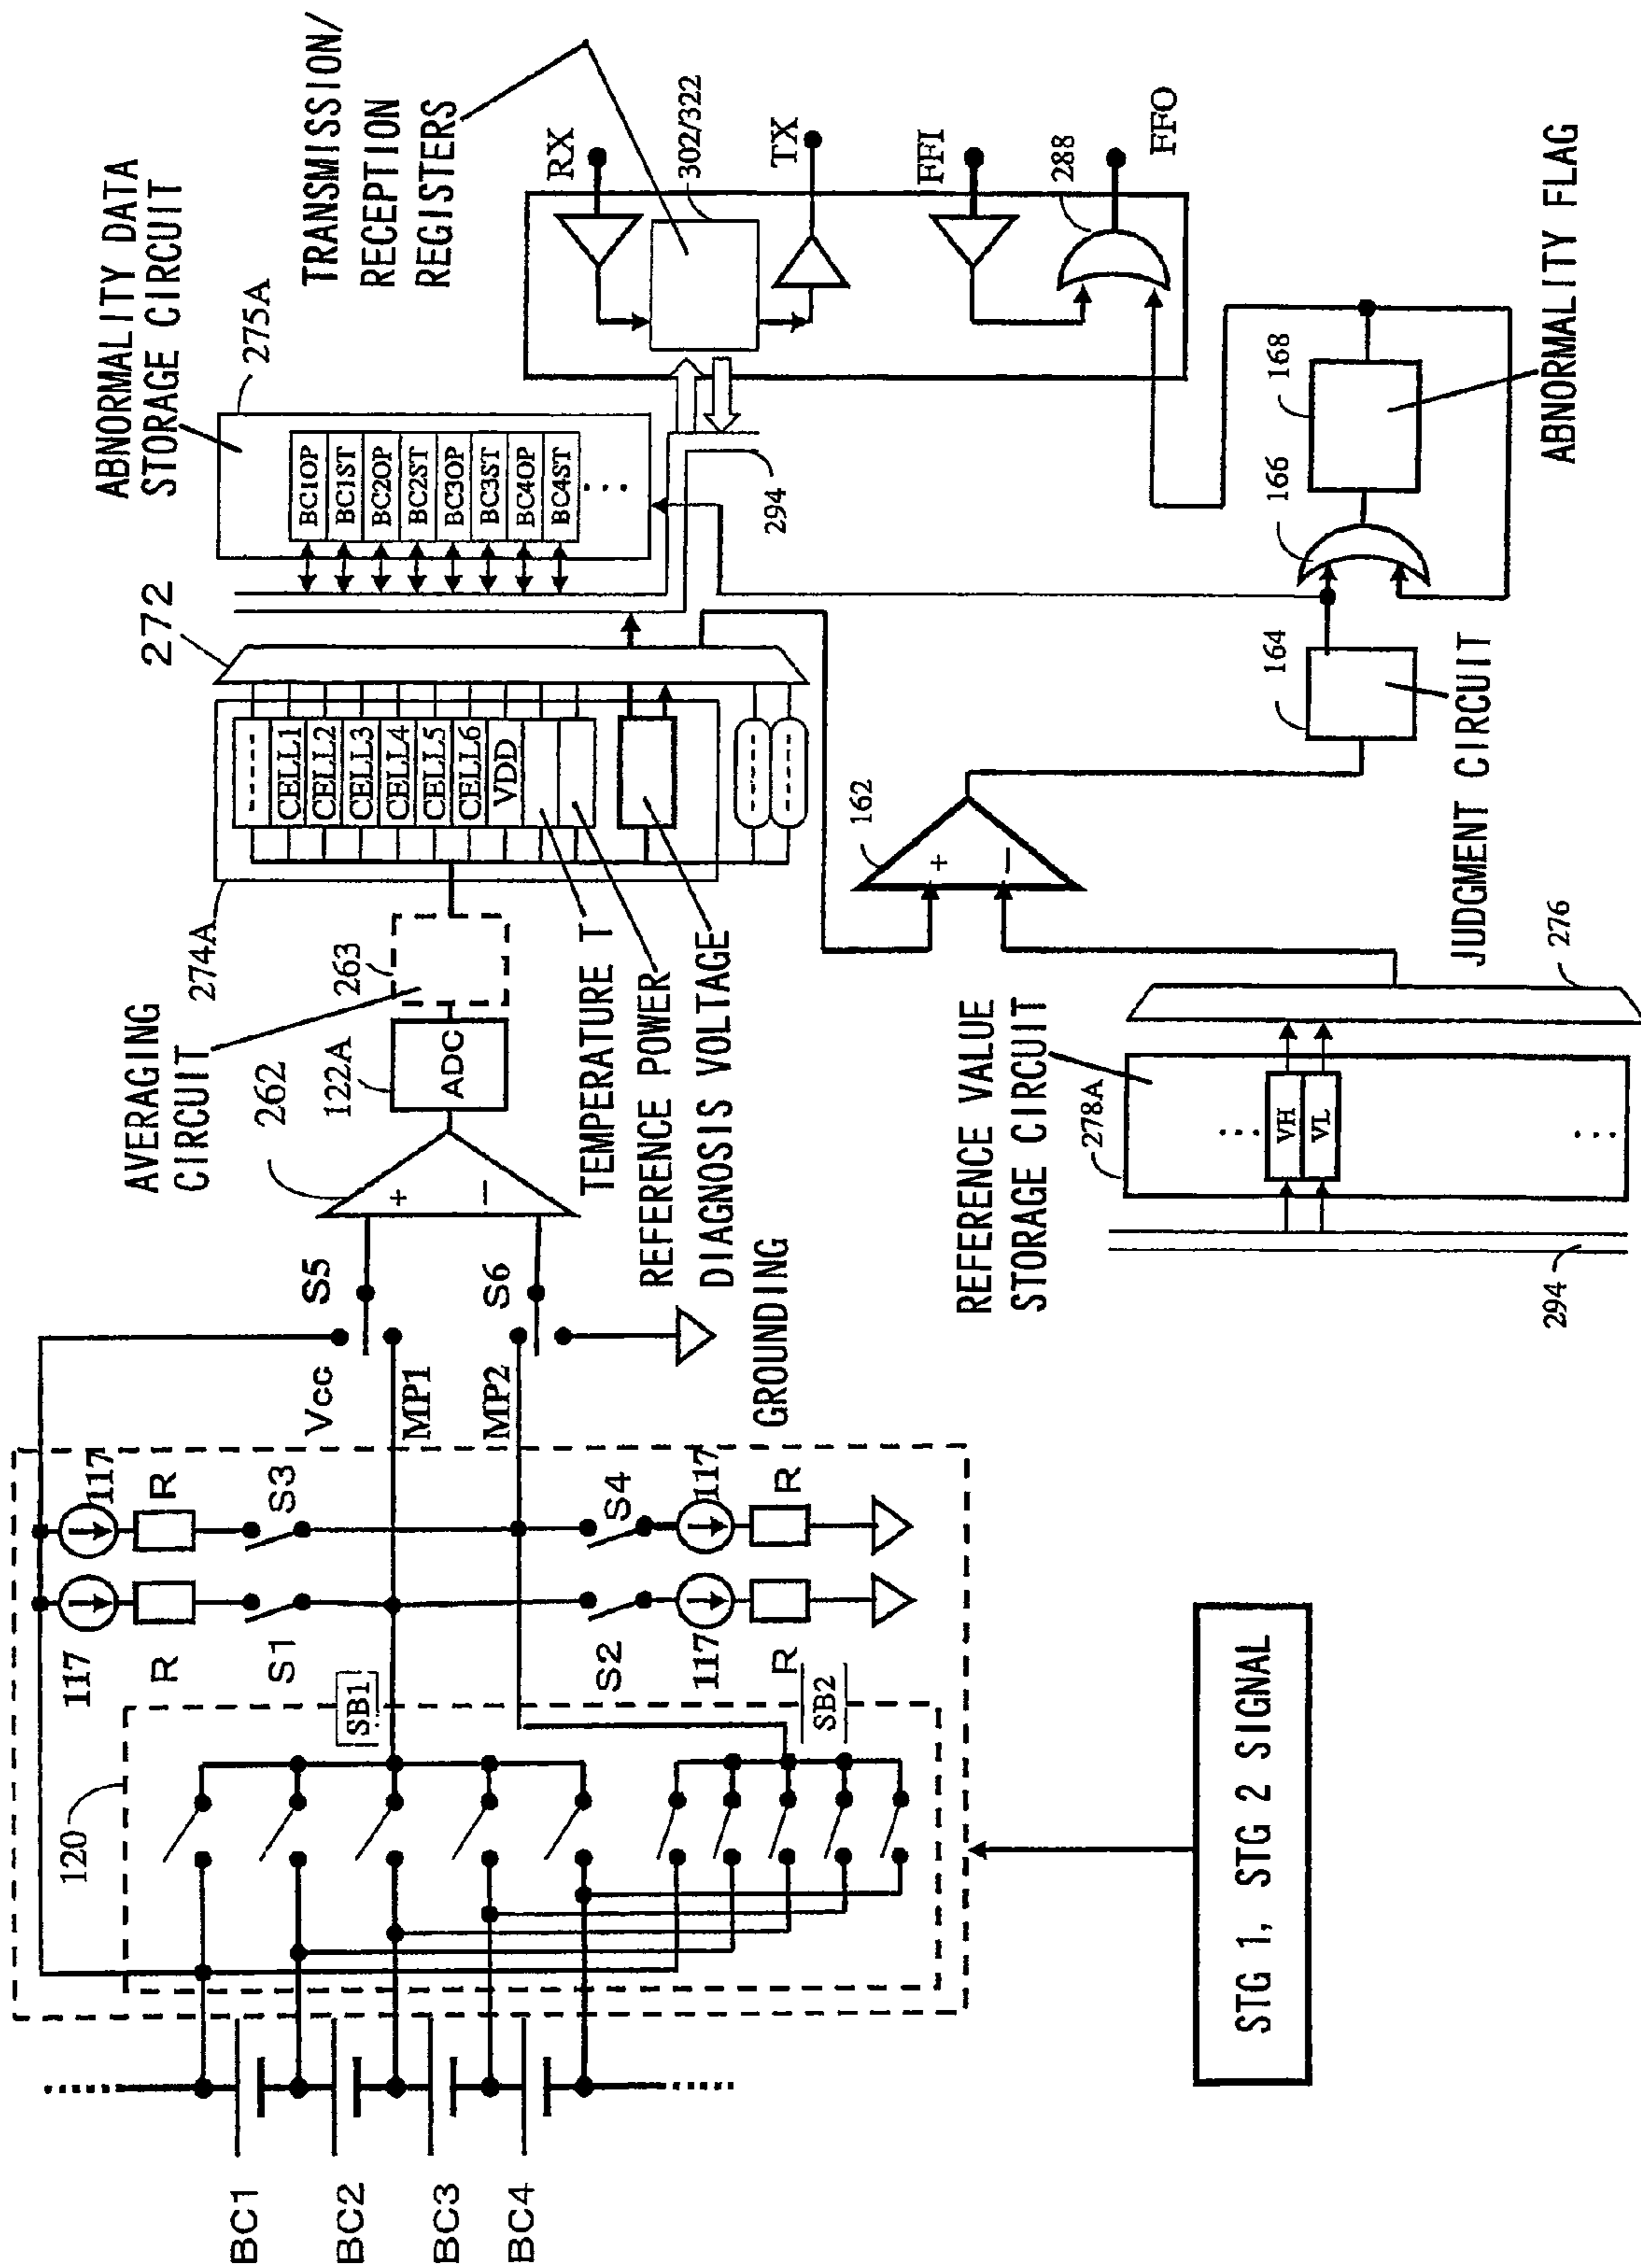 BC1
BC2
BC3
BC4
120
SB1
SB2
117
R
S1
117
R
S3
S2
117
R
S4
117
R
Vcc
MP1
MP2
S5
S6
GROUNDING
STG 1, STG 2 SIGNAL
AVERAGING
CIRCUIT
262
+
−
122A
ADC
263
274A
CELL1
CELL2
CELL3
CELL4
CELL5
CELL6
VDD
TEMPERATURE T
REFERENCE POWER
DIAGNOSIS VOLTAGE
272
ABNORMALITY DATA
STORAGE CIRCUIT
275A
BC1OP
BC1ST
BC2OP
BC2ST
BC3OP
BC3ST
BC4OP
BC4ST
294
TRANSMISSION/
RECEPTION
REGISTERS
RX
302/322
TX
FFI
288
FFO
REFERENCE VALUE
STORAGE CIRCUIT
278A
VH
VL
294
276
162
+
−
164
JUDGMENT CIRCUIT
166
168
ABNORMALITY FLAG